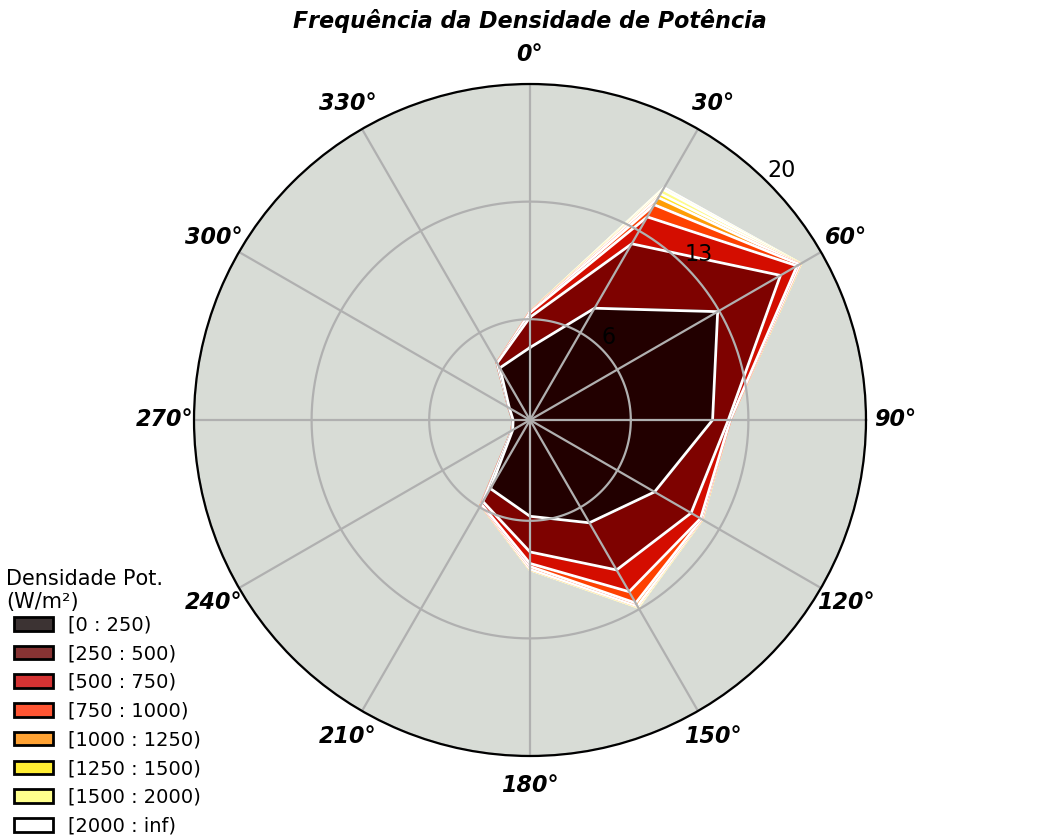 Frequência da Densidade de Potência
0°
330°
30°
20
300°
60°
13
6
270°
90°
240°
120°
210°
150°
180°
Densidade Pot.
(W/m²)
[0 : 250)
[250 : 500)
[500 : 750)
[750 : 1000)
[1000 : 1250)
[1250 : 1500)
[1500 : 2000)
[2000 : inf)